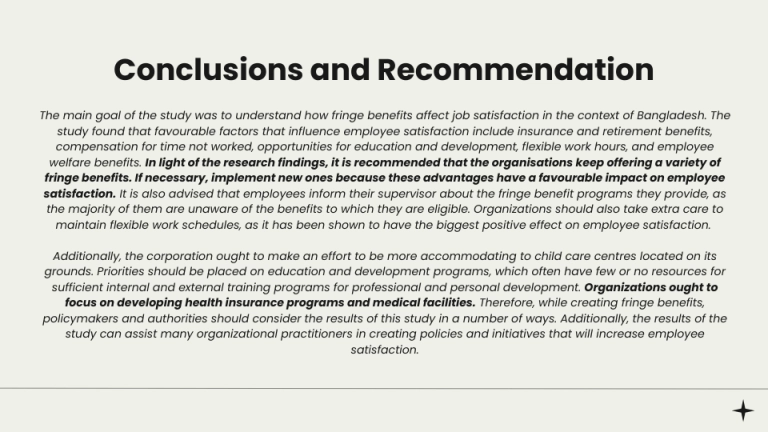 Conclusions and Recommendation
The main goal of the study was to understand how fringe benefits affect job satisfaction in the context of Bangladesh. The
study found that favourable factors that influence employee satisfaction include insurance and retirement benefits,
compensation for time not worked, opportunities for education and development, flexible work hours, and employee
welfare benefits. In light of the research findings, it is recommended that the organisations keep offering a variety of
fringe benefits. If necessary, implement new ones because these advantages have a favourable impact on employee
satisfaction. It is also advised that employees inform their supervisor about the fringe benefit programs they provide, as
the majority of them are unaware of the benefits to which they are eligible. Organizations should also take extra care to
maintain flexible work schedules, as it has been shown to have the biggest positive effect on employee satisfaction.
Additionally, the corporation ought to make an effort to be more accommodating to child care centres located on its
grounds. Priorities should be placed on education and development programs, which often have few or no resources for
sufficient internal and external training programs for professional and personal development. Organizations ought to
focus on developing health insurance programs and medical facilities. Therefore, while creating fringe benefits,
policymakers and authorities should consider the results of this study in a number of ways. Additionally, the results of the
study can assist many organizational practitioners in creating policies and initiatives that will increase employee
satisfaction.